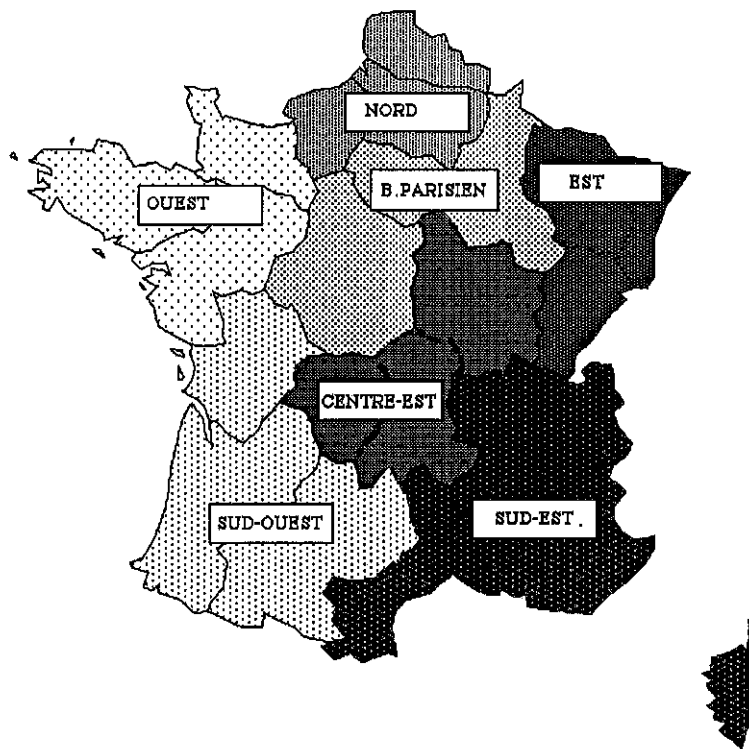 NORD
B.PARISIEN
EST
OUEST
CENTRE-EST
SUD-OUEST
SUD-EST.